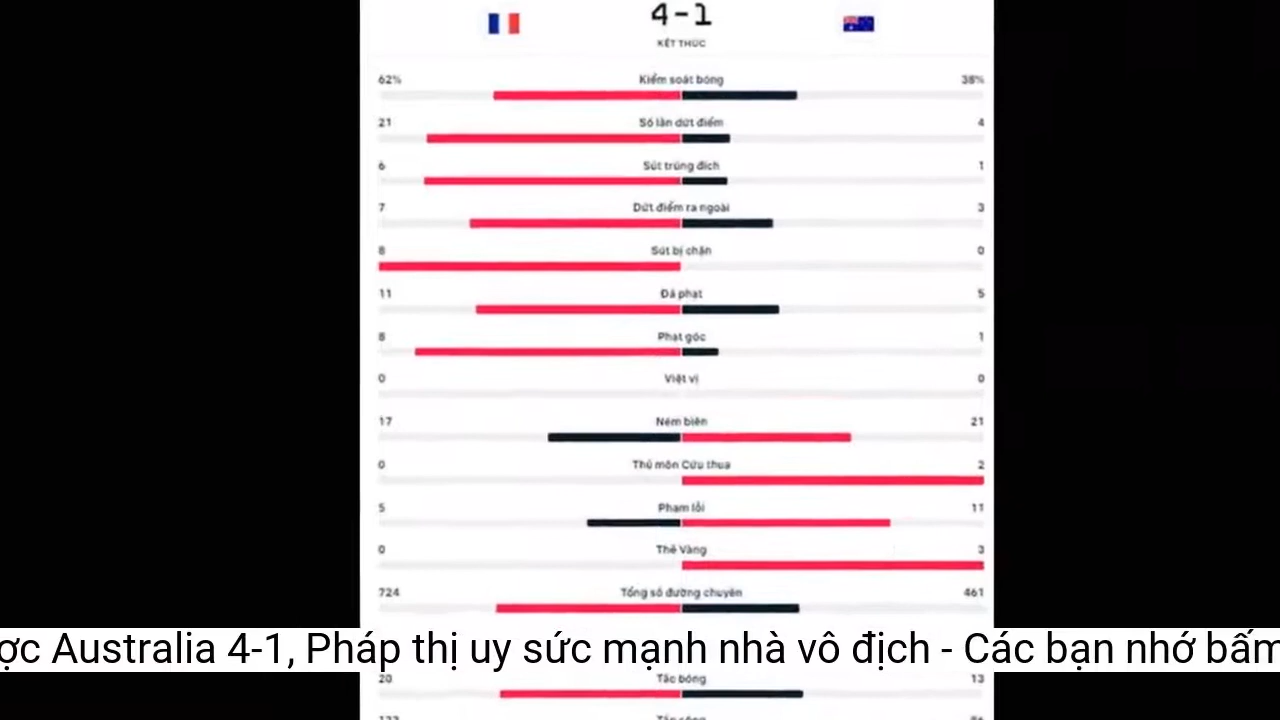 4-1
KẾT THÚC
62% Kiểm soát bóng 38%
21 Số lần dứt điểm 4
6 Sút trúng đích 1
7 Dứt điểm ra ngoài 3
8 Sút bị chặn 0
11 Đá phạt 5
8 Phạt góc 1
0 Việt vị 0
17 Ném biên 21
0 Thủ môn Cứu thua 2
5 Phạm lỗi 11
0 Thẻ Vàng 3
724 Tổng số đường chuyền 461
ợc Australia 4-1, Pháp thị uy sức mạnh nhà vô địch - Các bạn nhớ bấm
20 Tắc bóng 13
Tấn công